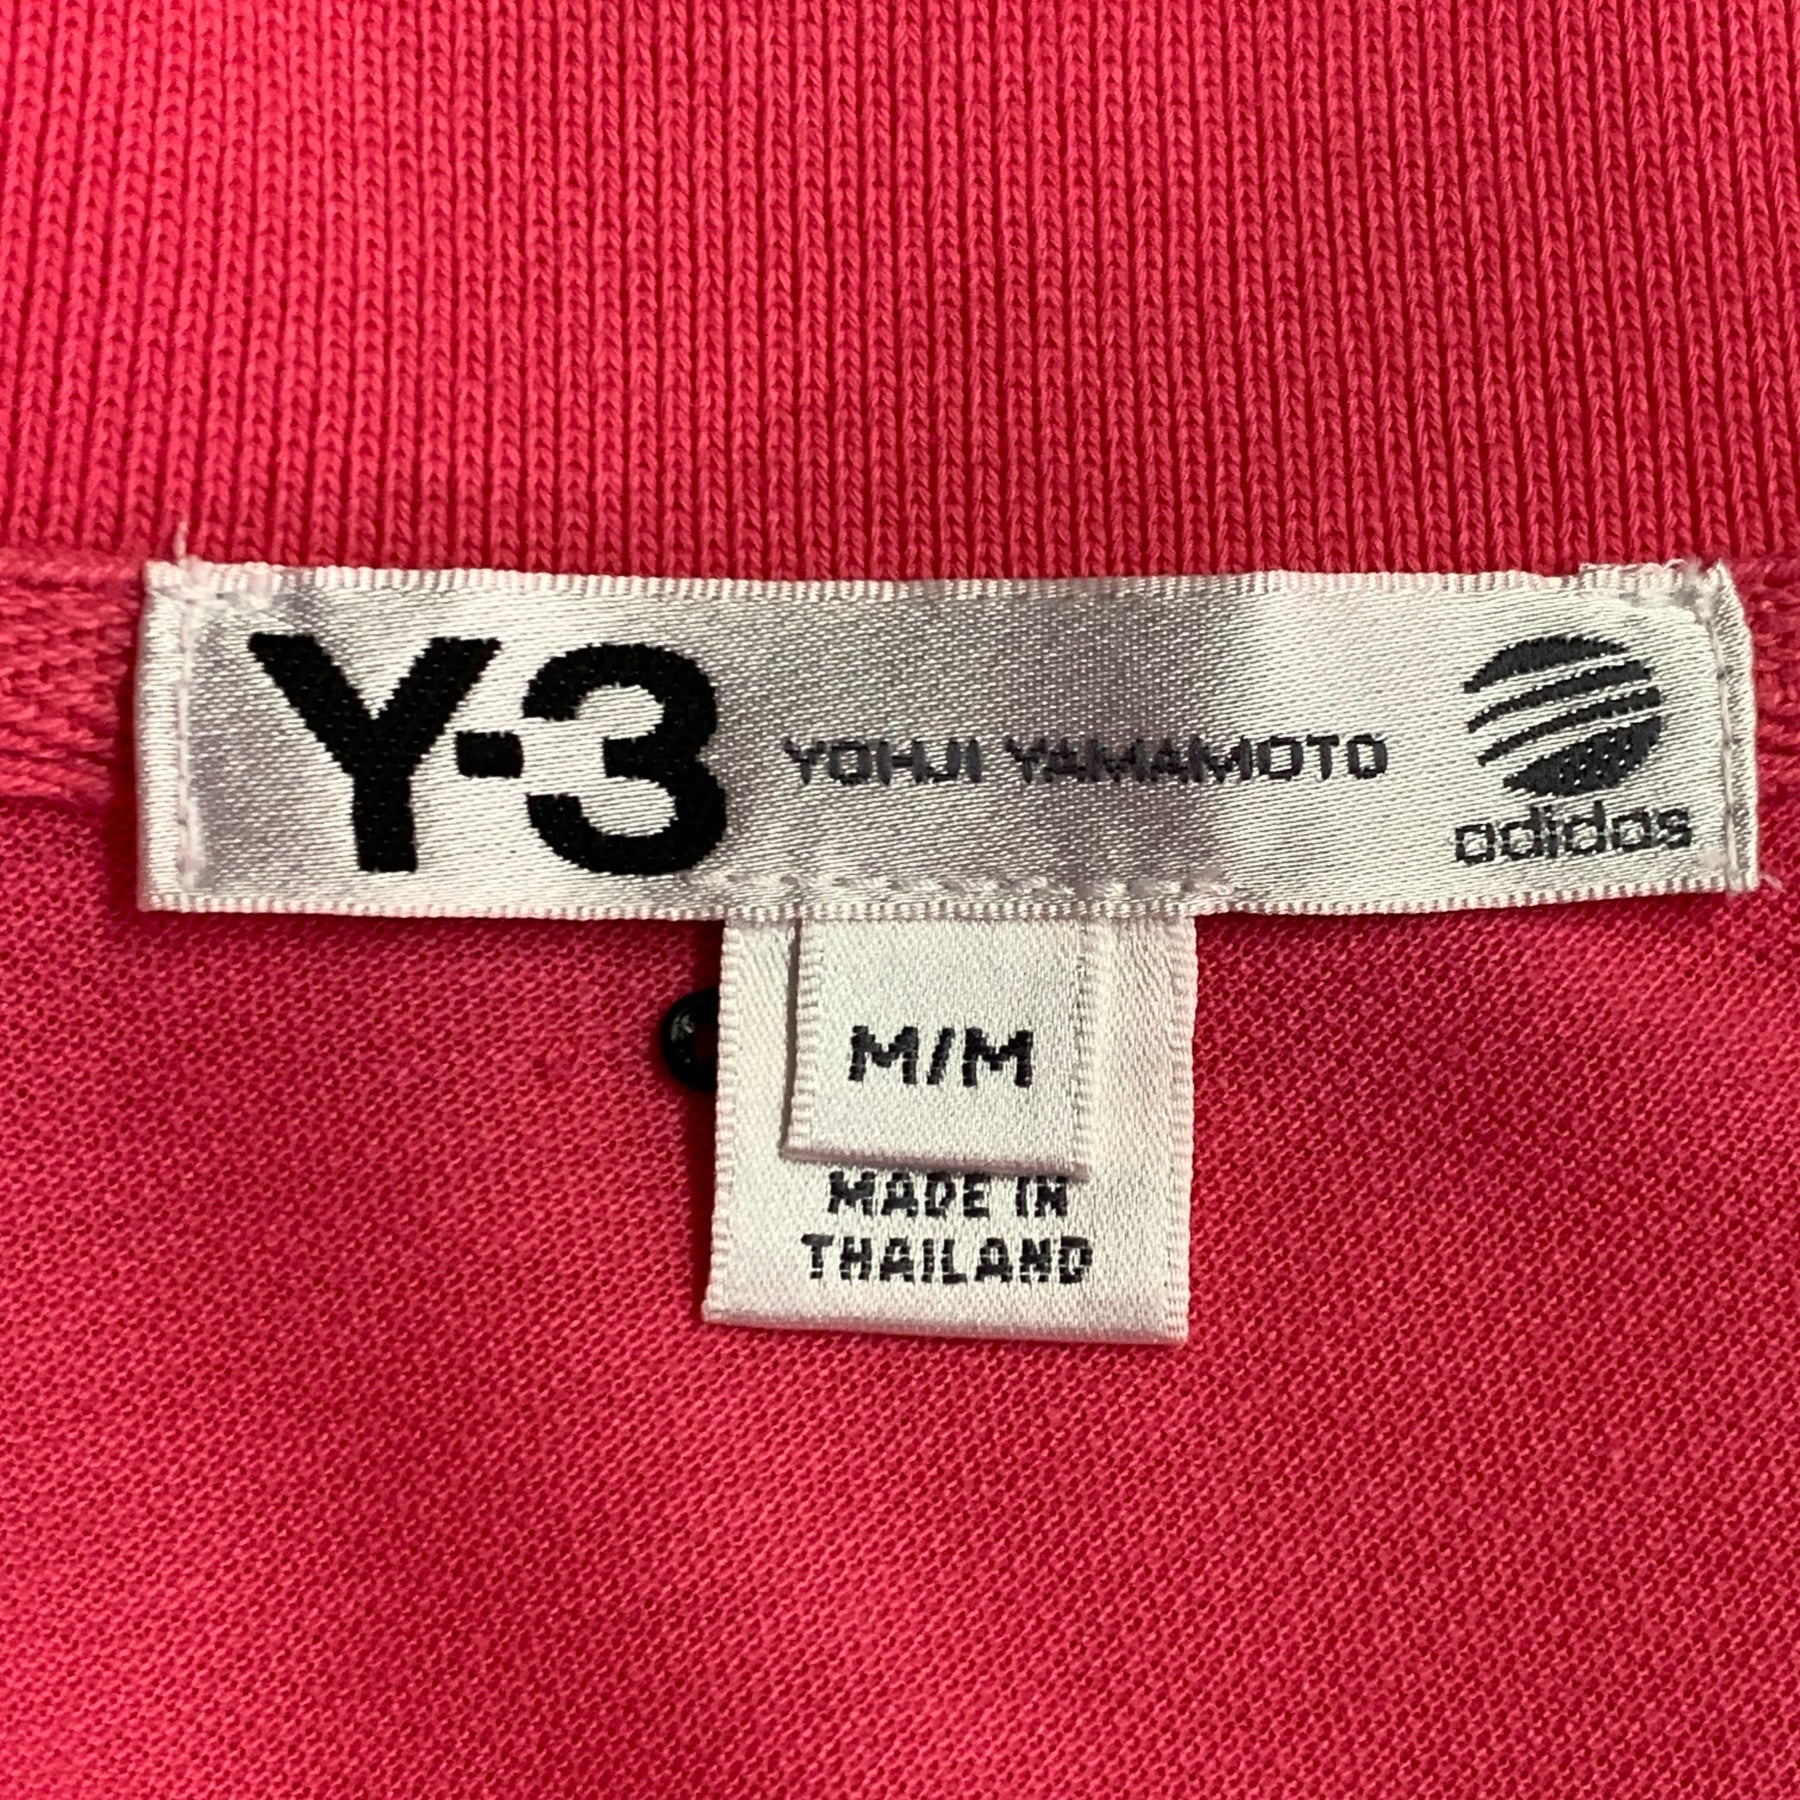 Y-3 YOHJI YAMAMOTO adidas
M/M
MADE IN
THAILAND